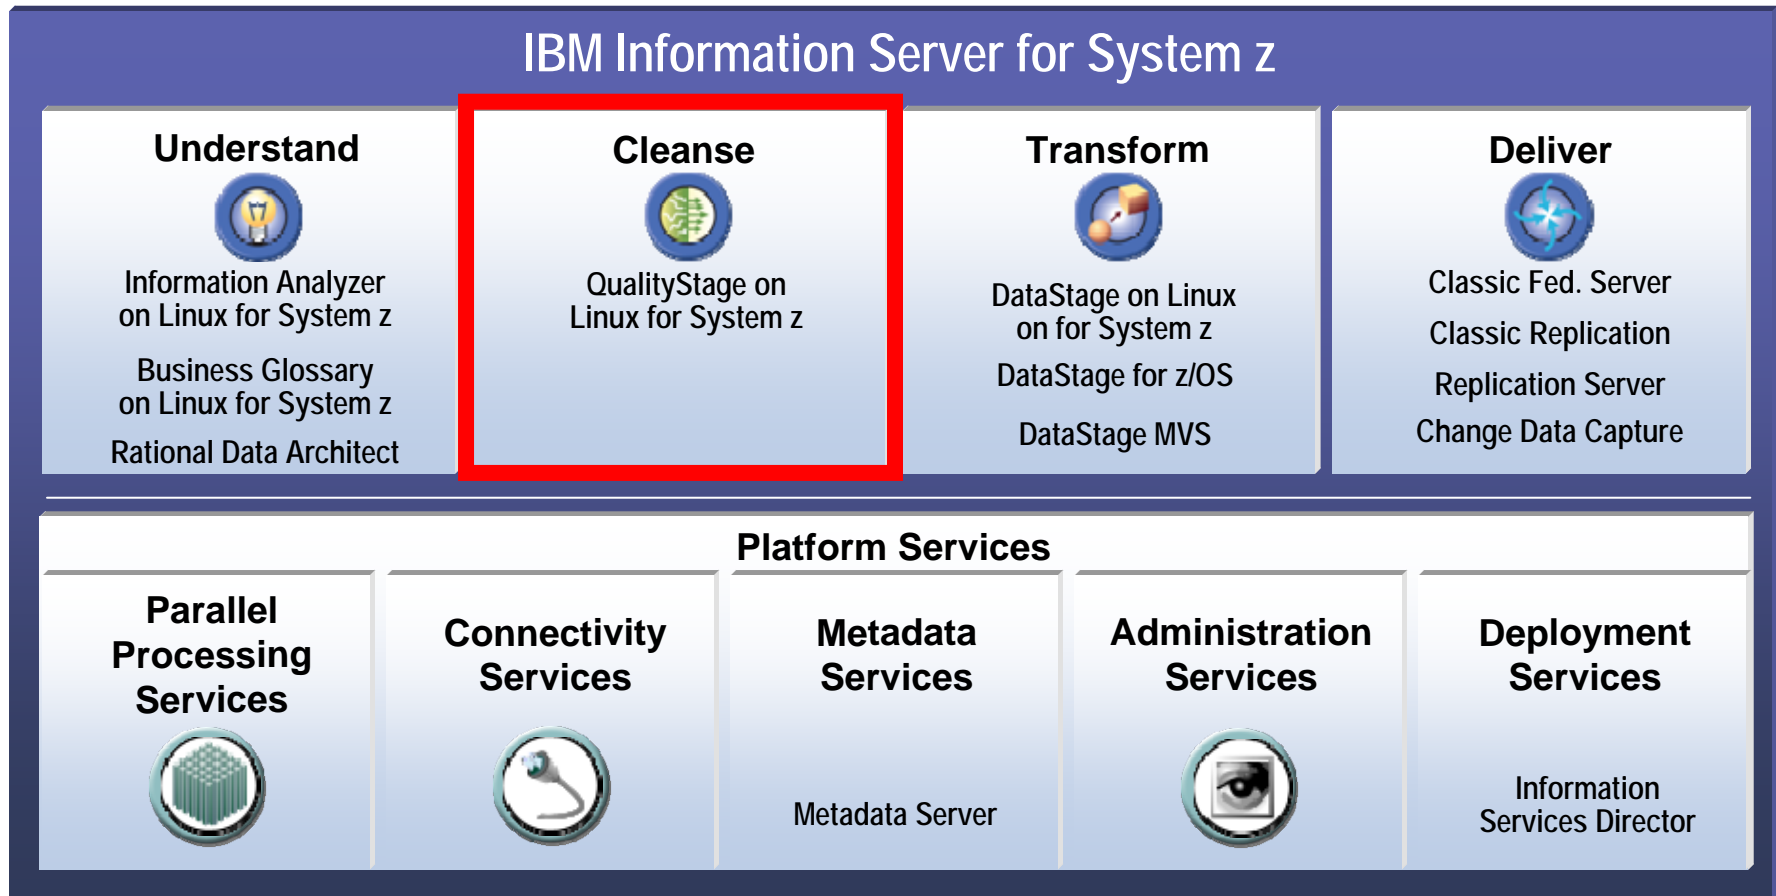 IBM Information Server for System z
Understand
Information Analyzer
on Linux for System z
Business Glossary
on Linux for System z
Rational Data Architect
Cleanse
QualityStage on
Linux for System z
Transform
DataStage on Linux
on for System z
DataStage for z/OS
DataStage MVS
Deliver
Classic Fed. Server
Classic Replication
Replication Server
Change Data Capture
Platform Services
Parallel
Processing
Services
Connectivity
Services
Metadata
Services
Metadata Server
Administration
Services
Deployment
Services
Information
Services Director